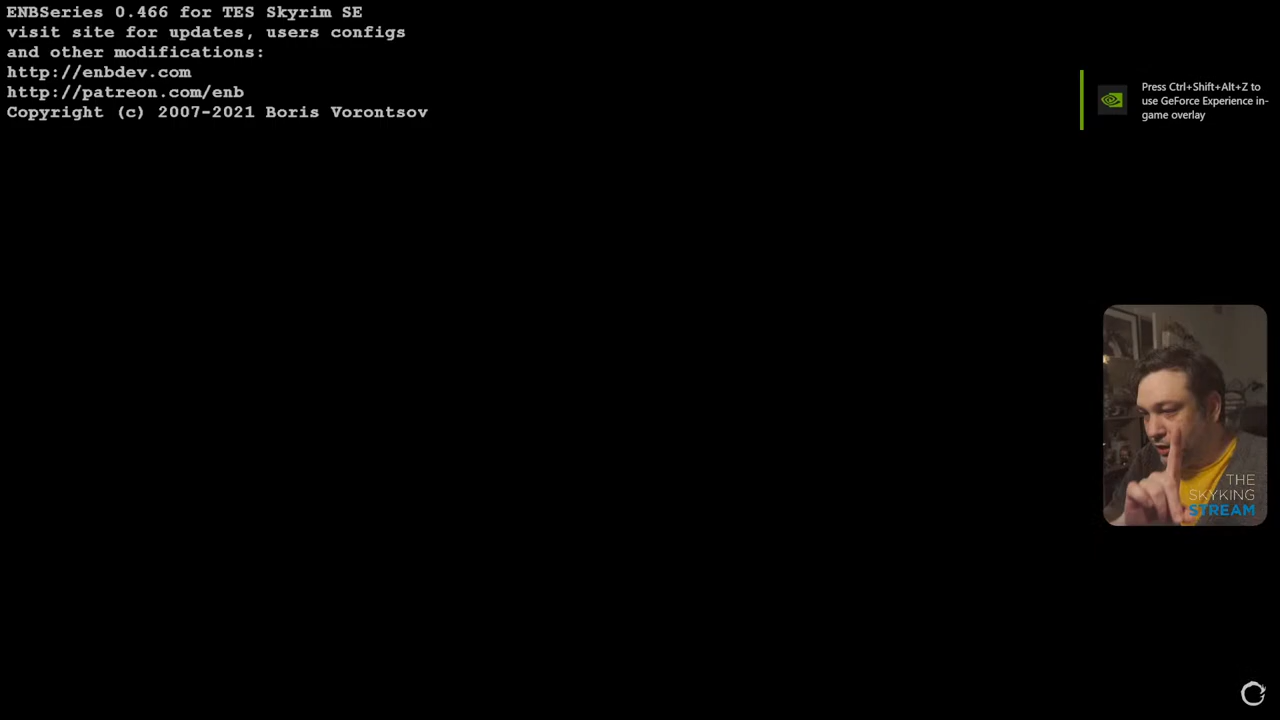 ENBSeries 0.466 for TES Skyrim SE
visit site for updates, users configs
and other modifications:
http://enbdev.com
http://patreon.com/enb
Copyright (c) 2007-2021 Boris Vorontsov
Press Ctrl+Shift+Alt+Z to
use GeForce Experience in-
game overlay
THE
SKYKING
STREAM